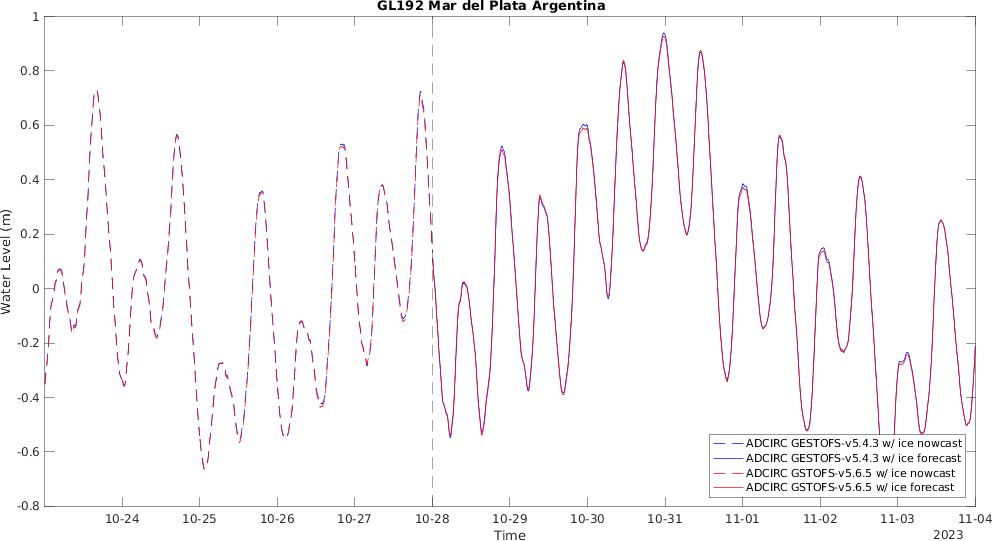 GL192 Mar del Plata Argentina
1
0.8
0.6
0.4
0.2
0
-0.2
-0.4
-0.6
-0.8
Water Level (m)
ADCIRC GESTOFS-v5.4.3 w/ ice nowcast
ADCIRC GESTOFS-v5.4.3 w/ ice forecast
ADCIRC GSTOFS-v5.6.5 w/ ice nowcast
ADCIRC GSTOFS-v5.6.5 w/ ice forecast
10-24 10-25 10-26 10-27 10-28 10-29 10-30 10-31 11-01 11-02 11-03 11-04
Time
2023